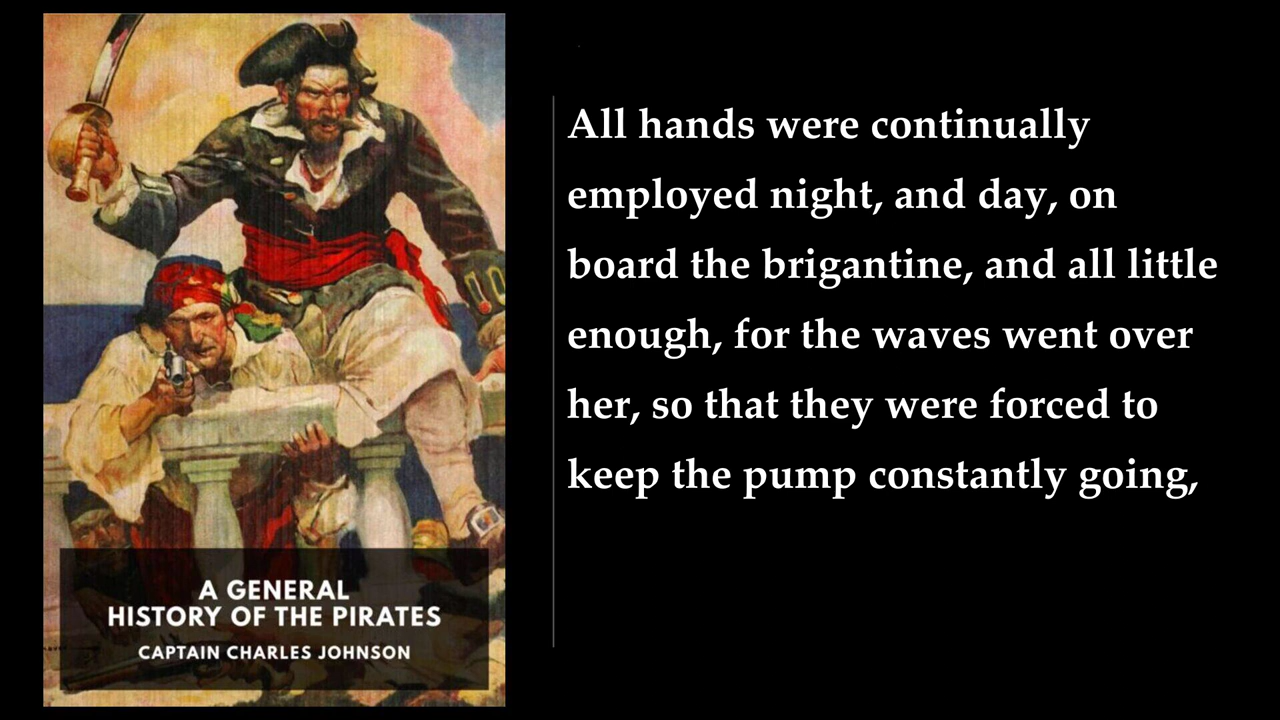 A GENERAL
HISTORY OF THE PIRATES
CAPTAIN CHARLES JOHNSON
All hands were continually
employed night, and day, on
board the brigantine, and all little
enough, for the waves went over
her, so that they were forced to
keep the pump constantly going,